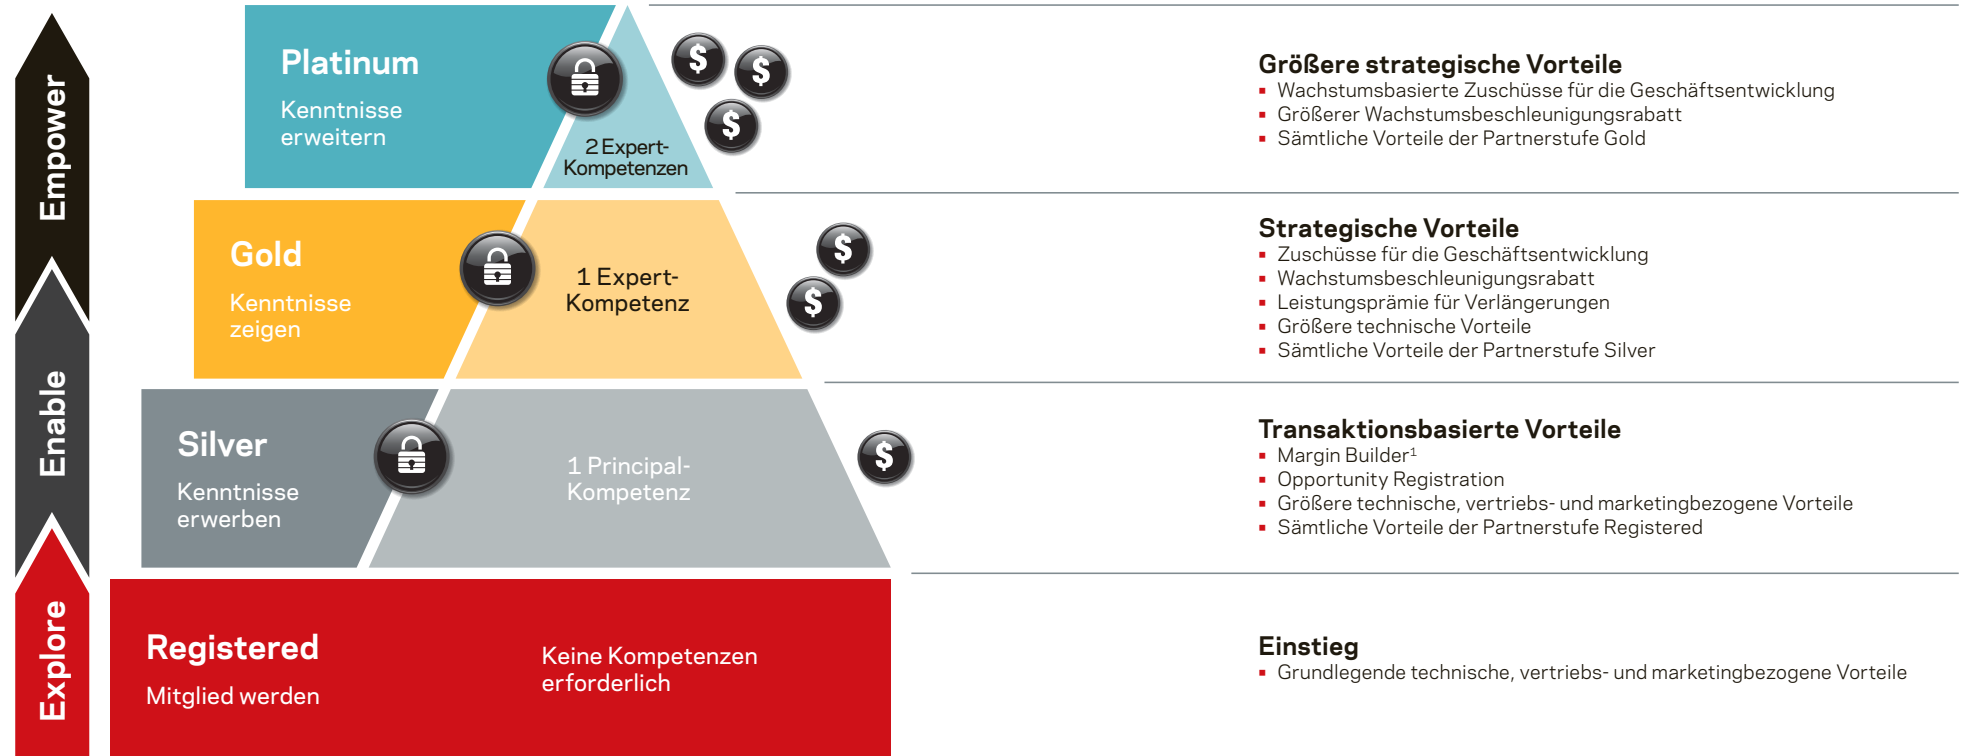 Empower
Enable
Explore
Platinum
Kenntnisse
erweitern
2 Expert-
Kompetenzen
$
$
$
Größere strategische Vorteile
▪ Wachstumsbasierte Zuschüsse für die Geschäftsentwicklung
▪ Größerer Wachstumsbeschleunigungsrabatt
▪ Sämtliche Vorteile der Partnerstufe Gold
Gold
Kenntnisse
zeigen
1 Expert-
Kompetenz
$
$
Strategische Vorteile
▪ Zuschüsse für die Geschäftsentwicklung
▪ Wachstumsbeschleunigungsrabatt
▪ Leistungsprämie für Verlängerungen
▪ Größere technische Vorteile
▪ Sämtliche Vorteile der Partnerstufe Silver
Silver
Kenntnisse
erwerben
1 Principal-
Kompetenz
$
Transaktionsbasierte Vorteile
▪ Margin Builder¹
▪ Opportunity Registration
▪ Größere technische, vertriebs- und marketingbezogene Vorteile
▪ Sämtliche Vorteile der Partnerstufe Registered
Registered
Mitglied werden
Keine Kompetenzen
erforderlich
Einstieg
▪ Grundlegende technische, vertriebs- und marketingbezogene Vorteile